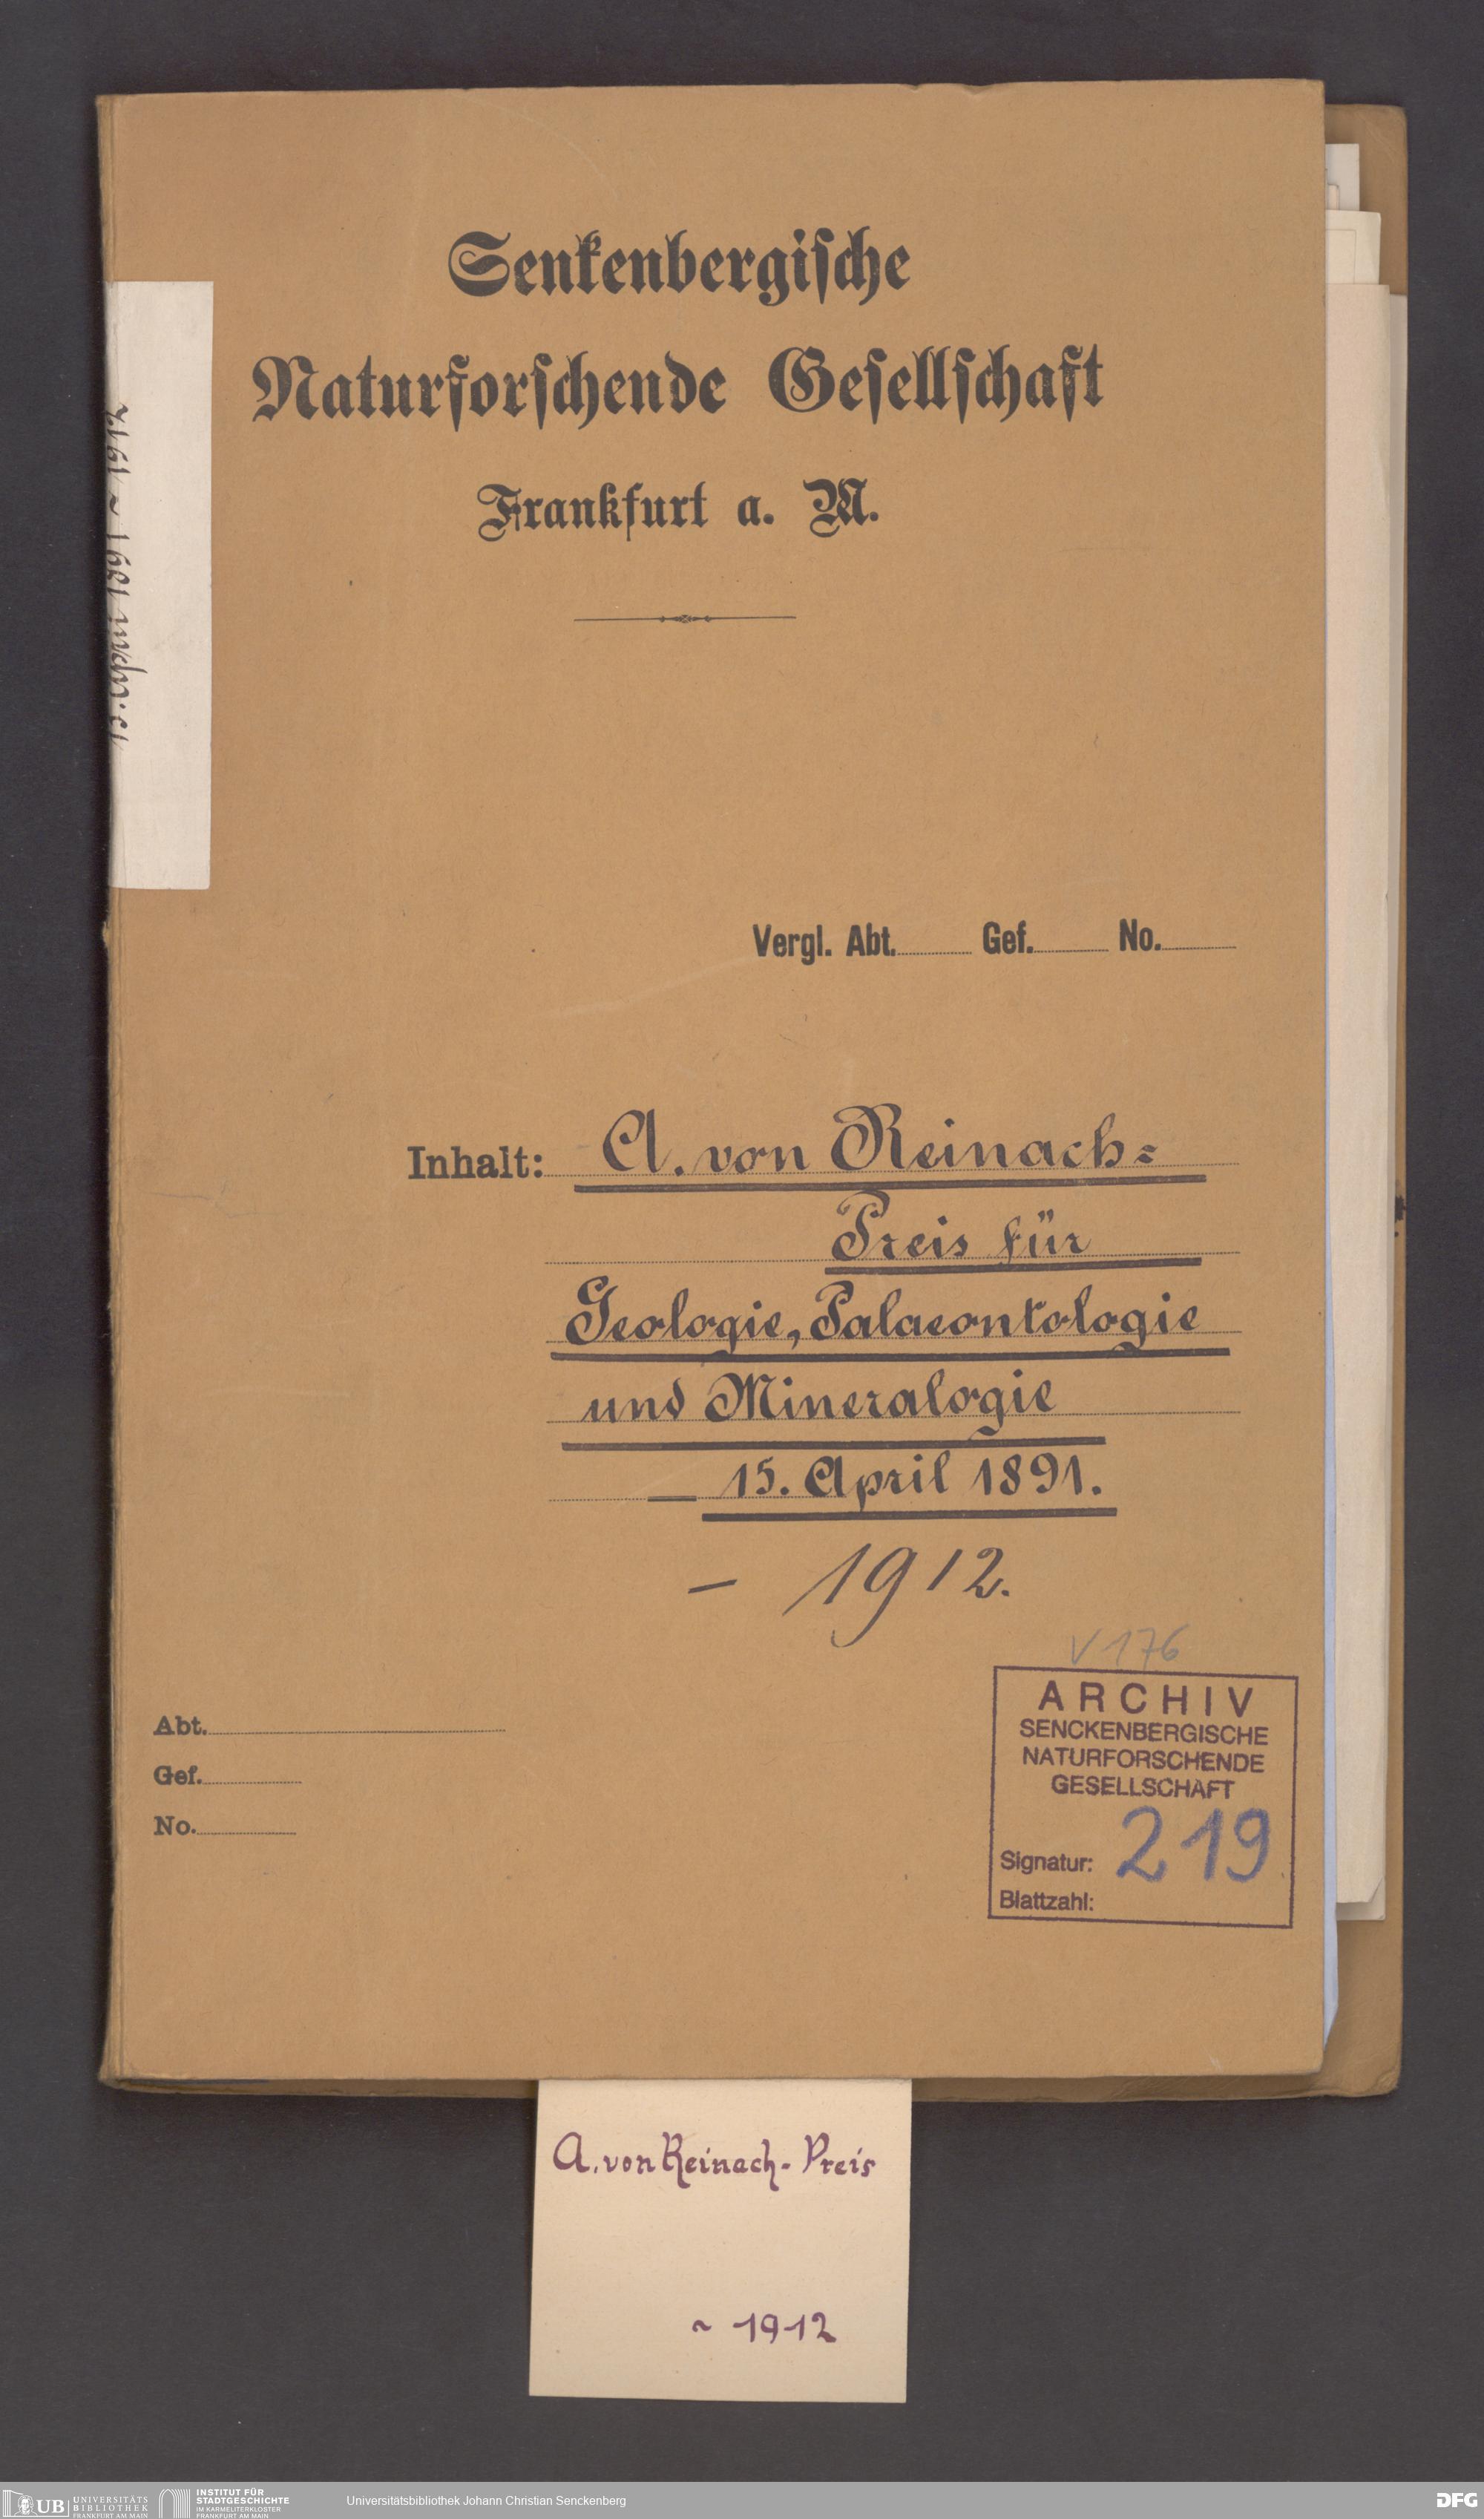 Senkenbergische
Naturforschende Gesellschaft
Frankfurt a. M.
15. April 1891 ~ 1912
Vergl. Abt. Gef. No.
Inhalt: A. von Reinach=
Preis für
Geologie, Palaeontologie
und Mineralogie
— 15. April 1891.
— 1912.
V 176
ARCHIV
SENCKENBERGISCHE
NATURFORSCHENDE
GESELLSCHAFT
Signatur: 219
Blattzahl:
Abt.
Gef.
No.
A. von Reinach-Preis
~ 1912
UB UNIVERSITÄTS
BIBLIOTHEK
FRANKFURT AM MAIN
INSTITUT FÜR
STADTGESCHICHTE
IM KARMELITERKLOSTER
FRANKFURT AM MAIN
Universitätsbibliothek Johann Christian Senckenberg
DFG